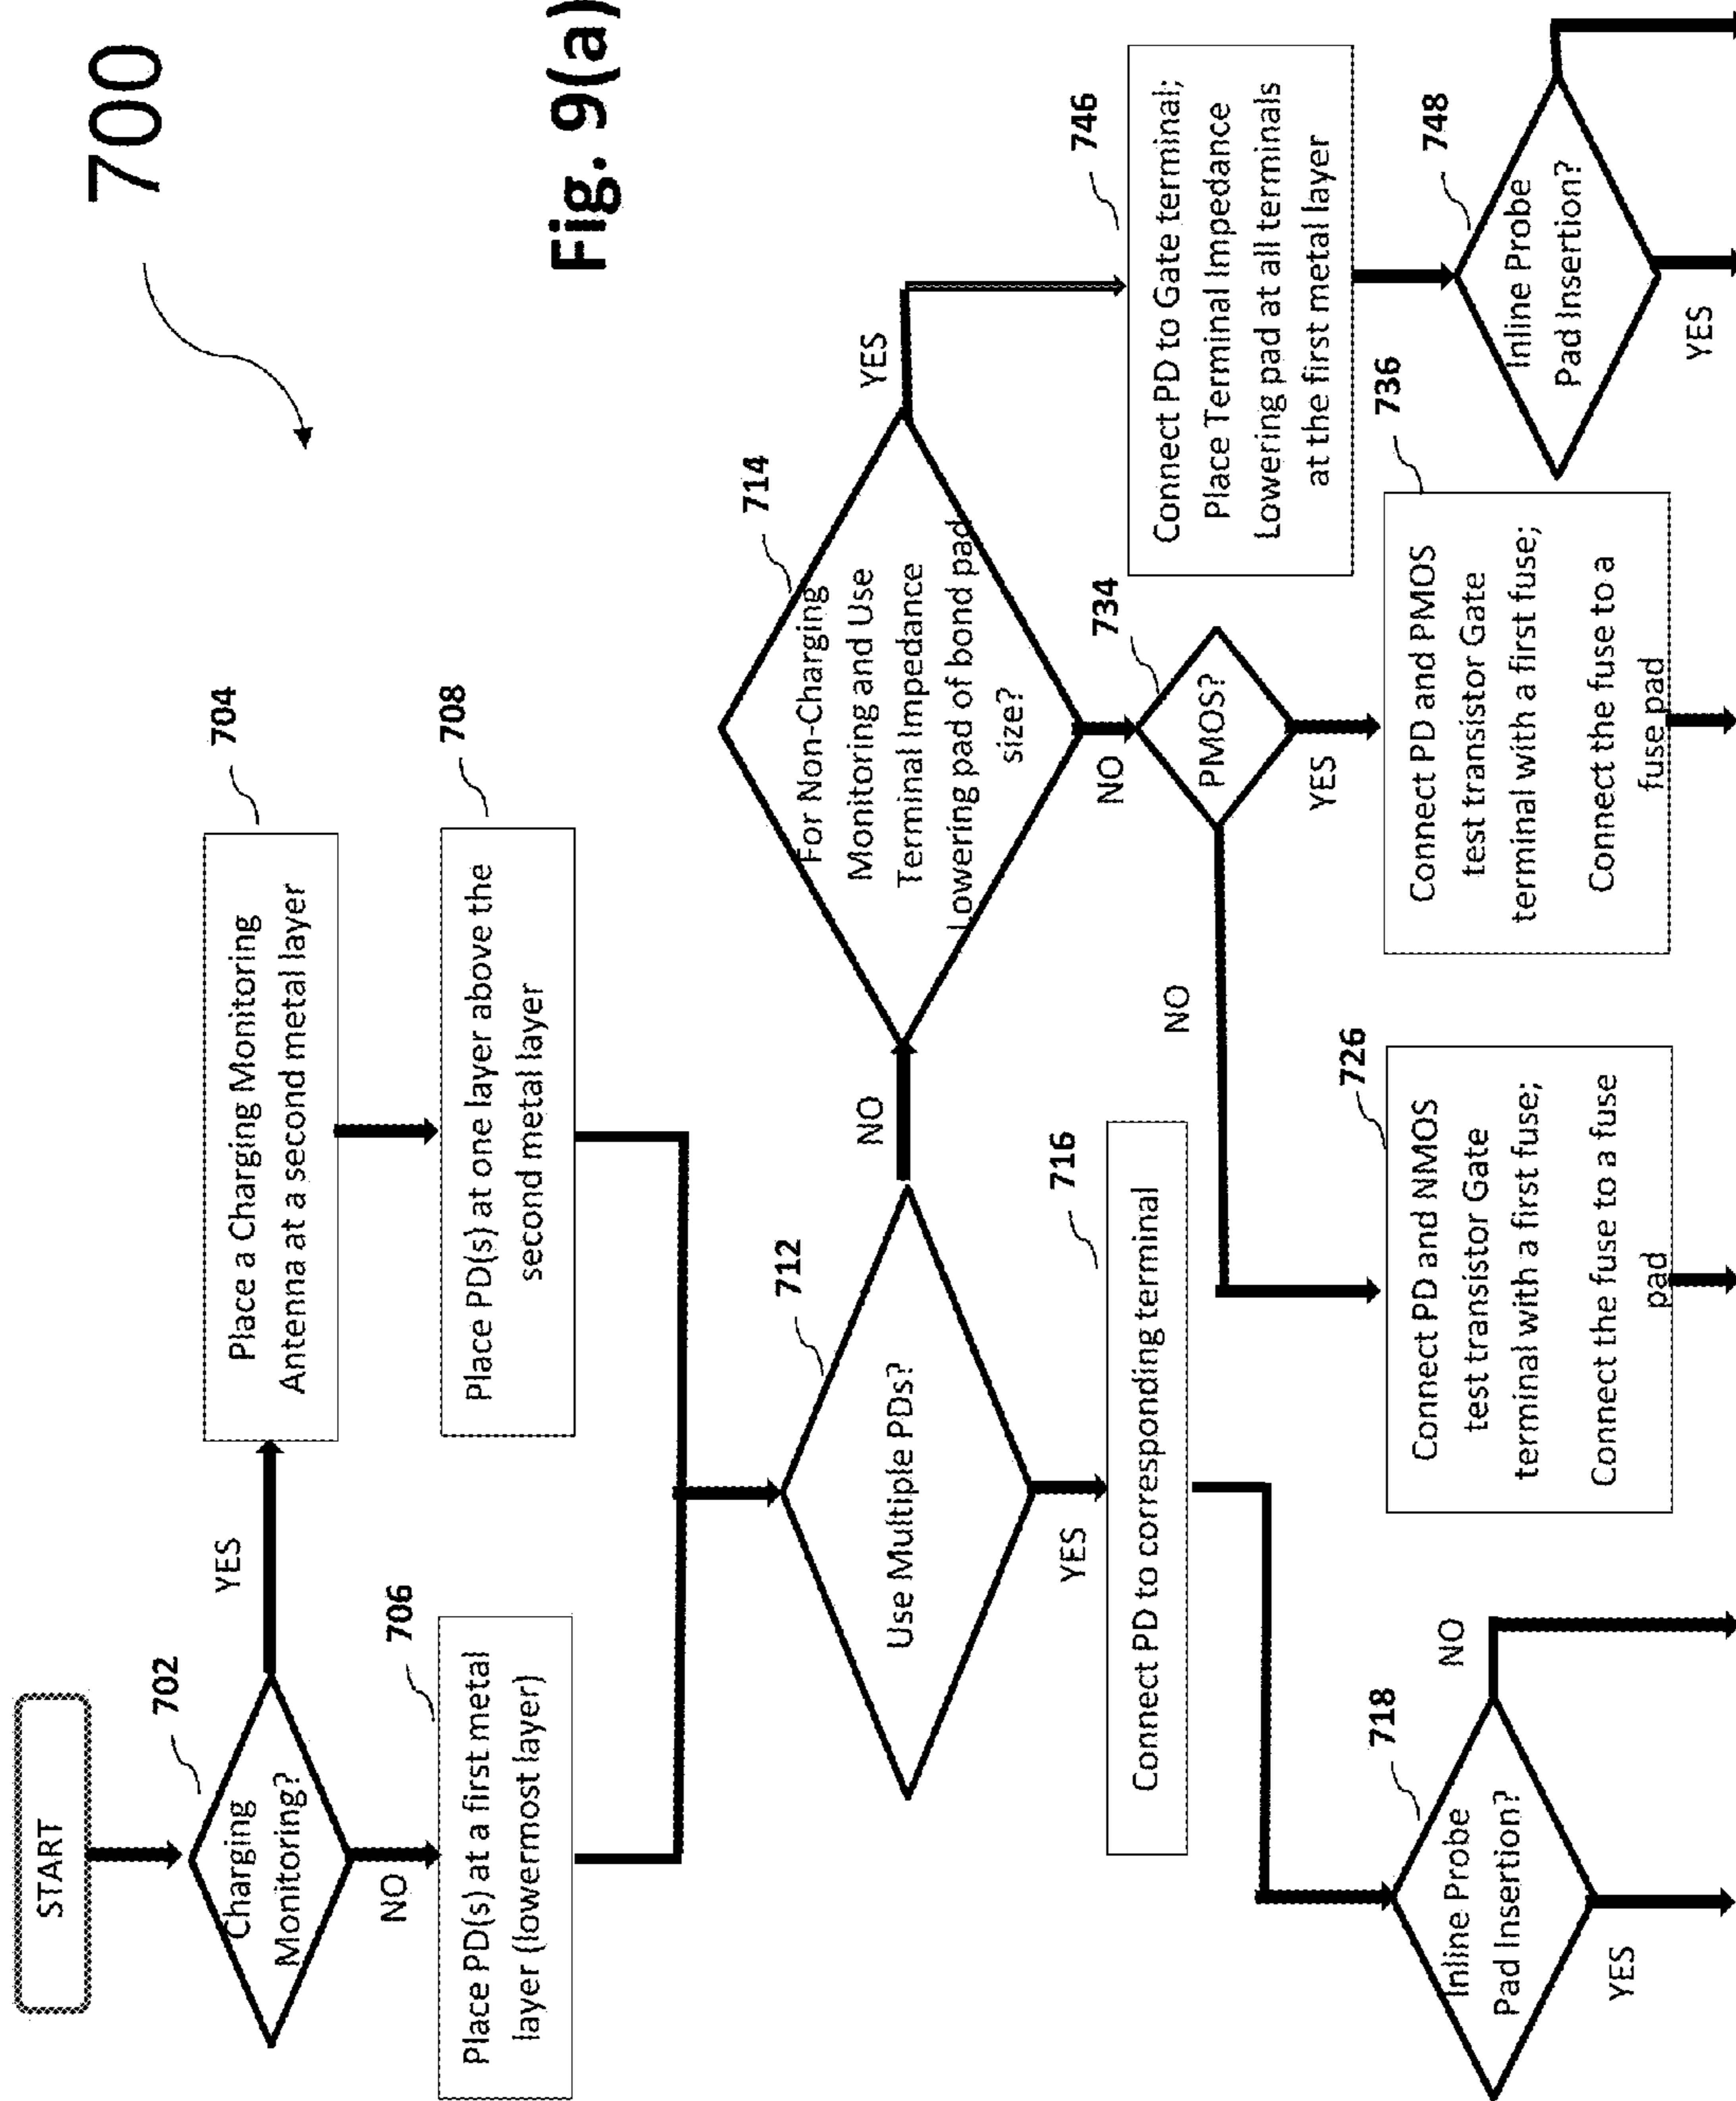 700
Fig. 9(a)
START
702
Charging
Monitoring?
YES
NO
704
Place a Charging Monitoring
Antenna at a second metal layer
706
Place PD(s) at a first metal
layer (lowermost layer)
708
Place PD(s) at one layer above the
second metal layer
712
Use Multiple PDs?
NO
YES
714
For Non-Charging
Monitoring and Use
Terminal Impedance
Lowering pad of bond pad
size?
YES
NO
716
Connect PD to corresponding terminal
734
PMOS?
NO
YES
746
Connect PD to Gate terminal;
Place Terminal Impedance
Lowering pad at all terminals
at the first metal layer
718
Inline Probe
Pad Insertion?
NO
YES
726
Connect PD and NMOS
test transistor Gate
terminal with a first fuse;
Connect the fuse to a fuse
pad
736
Connect PD and PMOS
test transistor Gate
terminal with a first fuse;
Connect the fuse to a
fuse pad
748
Inline Probe
Pad Insertion?
YES